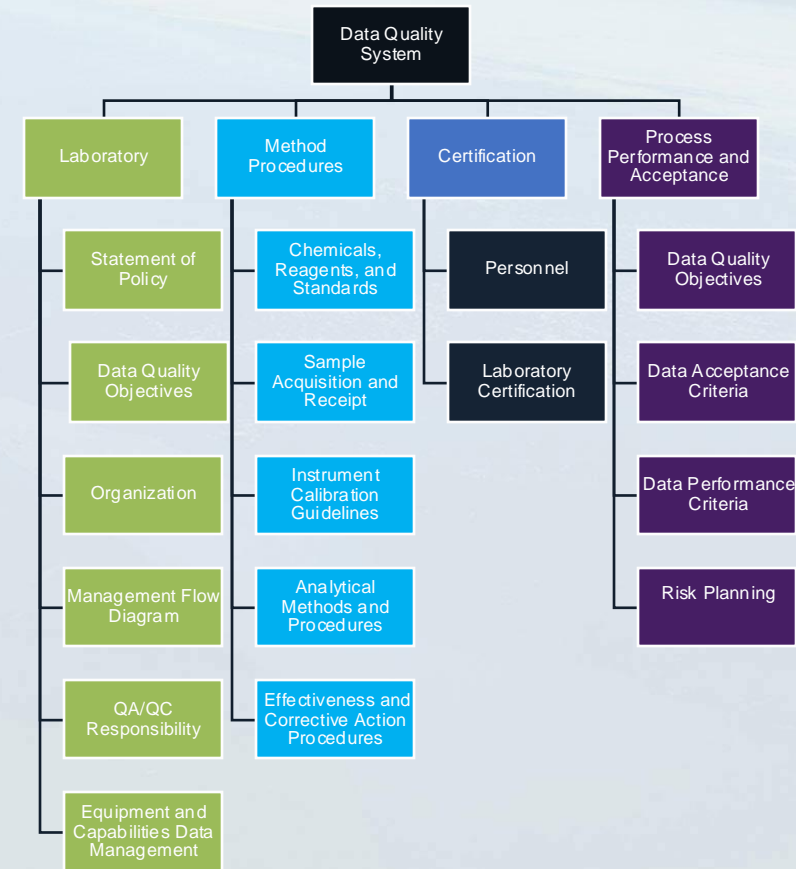 Data Quality
System
Laboratory
Method
Procedures
Certification
Process
Performance and
Acceptance
Statement of
Policy
Data Quality
Objectives
Organization
Management Flow
Diagram
QA/QC
Responsibility
Equipment and
Capabilities Data
Management
Chemicals,
Reagents, and
Standards
Sample
Acquisition and
Receipt
Instrument
Calibration
Guidelines
Analytical
Methods and
Procedures
Effectiveness and
Corrective Action
Procedures
Personnel
Laboratory
Certification
Data Quality
Objectives
Data Acceptance
Criteria
Data Performance
Criteria
Risk Planning